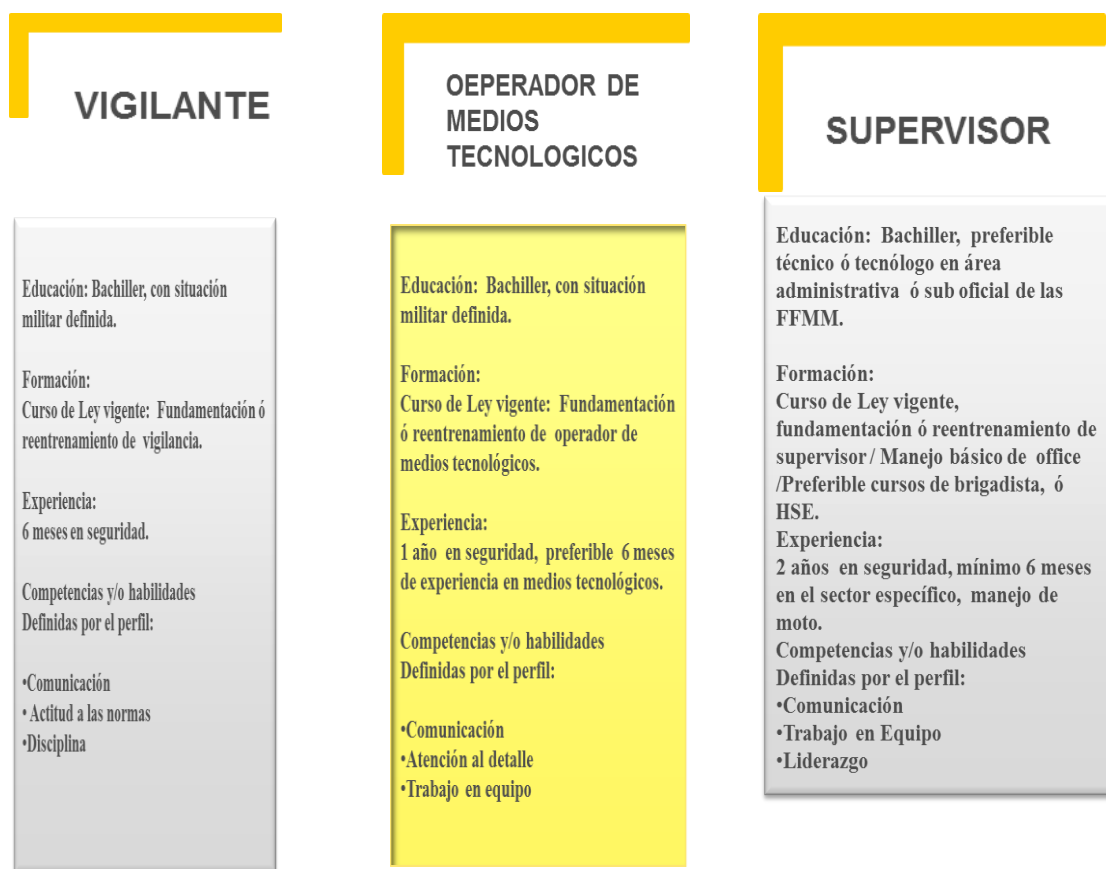 VIGILANTE
Educación: Bachiller, con situación
militar definida.
Formación:
Curso de Ley vigente: Fundamentación ó
reentrenamiento de vigilancia.
Experiencia:
6 meses en seguridad.
Competencias y/o habilidades
Definidas por el perfil:
•Comunicación
• Actitud a las normas
•Disciplina
OEPERADOR DE
MEDIOS
TECNOLOGICOS
Educación: Bachiller, con situación
militar definida.
Formación:
Curso de Ley vigente: Fundamentación
ó reentrenamiento de operador de
medios tecnológicos.
Experiencia:
1 año en seguridad, preferible 6 meses
de experiencia en medios tecnológicos.
Competencias y/o habilidades
Definidas por el perfil:
•Comunicación
•Atención al detalle
•Trabajo en equipo
SUPERVISOR
Educación: Bachiller, preferible
técnico ó tecnólogo en área
administrativa ó sub oficial de las
FFMM.
Formación:
Curso de Ley vigente,
fundamentación ó reentrenamiento de
supervisor / Manejo básico de office
/Preferible cursos de brigadista, ó
HSE.
Experiencia:
2 años en seguridad, mínimo 6 meses
en el sector específico, manejo de
moto.
Competencias y/o habilidades
Definidas por el perfil:
•Comunicación
•Trabajo en Equipo
•Liderazgo